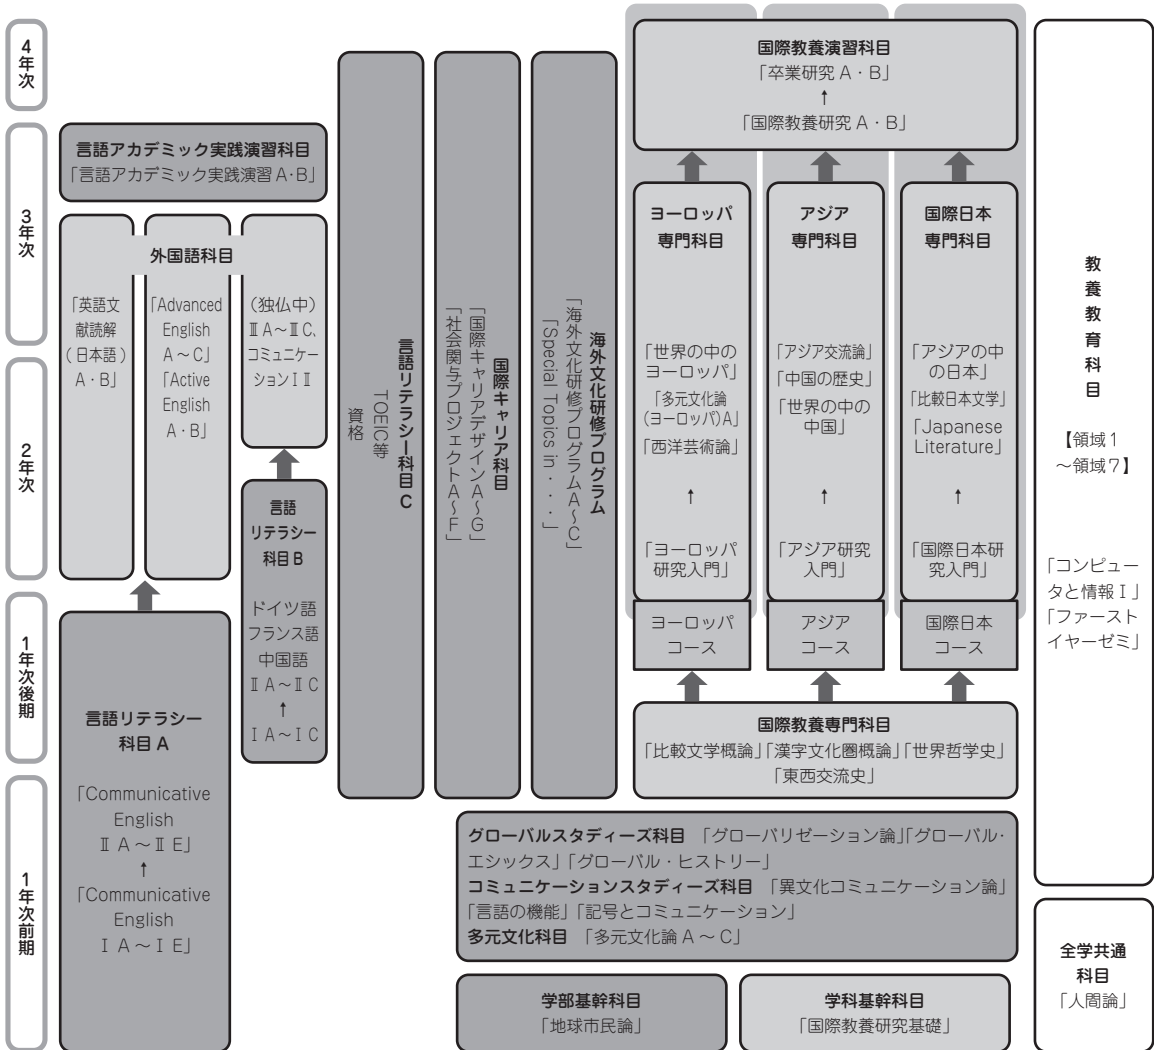 4年次
3年次
2年次
1年次後期
1年次前期
言語アカデミック実践演習科目
「言語アカデミック実践演習A・B」
外国語科目
「英語文
献読解
(日本語)
A・B」
「Advanced
English
A～C」
「Active
English
A・B」
(独仏中)
ⅡA～ⅡC、
コミュニケー
ションⅠⅡ
言語
リテラシー
科目B
ドイツ語
フランス語
中国語
ⅡA～ⅡC
↑
ⅠA～ⅠC
言語リテラシー
科目A
「Communicative
English
ⅡA～ⅡE」
↑
「Communicative
English
ⅠA～ⅠE」
言語リテラシー科目C
TOEIC等
資格
国際キャリア科目
「国際キャリアデザインA～G」
「社会関与プロジェクトA～F」
海外文化研修プログラム
「海外文化研修プログラムA～C」
「Special Topics in・・・」
国際教養演習科目
「卒業研究A・B」
↑
「国際教養研究A・B」
ヨーロッパ
専門科目
「世界の中の
ヨーロッパ」
「多元文化論
(ヨーロッパ)A」
「西洋芸術論」
↑
「ヨーロッパ
研究入門」
ヨーロッパ
コース
アジア
専門科目
「アジア交流論」
「中国の歴史」
「世界の中の
中国」
↑
「アジア研究
入門」
アジア
コース
国際日本
専門科目
「アジアの中
の日本」
「比較日本文学」
「Japanese
Literature」
↑
「国際日本研
究入門」
国際日本
コース
国際教養専門科目
「比較文学概論」「漢字文化圏概論」「世界哲学史」
「東西交流史」
グローバルスタディーズ科目 「グローバリゼーション論」「グローバル・
エシックス」「グローバル・ヒストリー」
コミュニケーションスタディーズ科目 「異文化コミュニケーション論」
「言語の機能」「記号とコミュニケーション」
多元文化科目 「多元文化論A～C」
学部基幹科目
「地球市民論」
学科基幹科目
「国際教養研究基礎」
教養教育科目
【領域1
～領域7】
「コンピュー
タと情報Ⅰ」
「ファースト
イヤーゼミ」
全学共通
科目
「人間論」